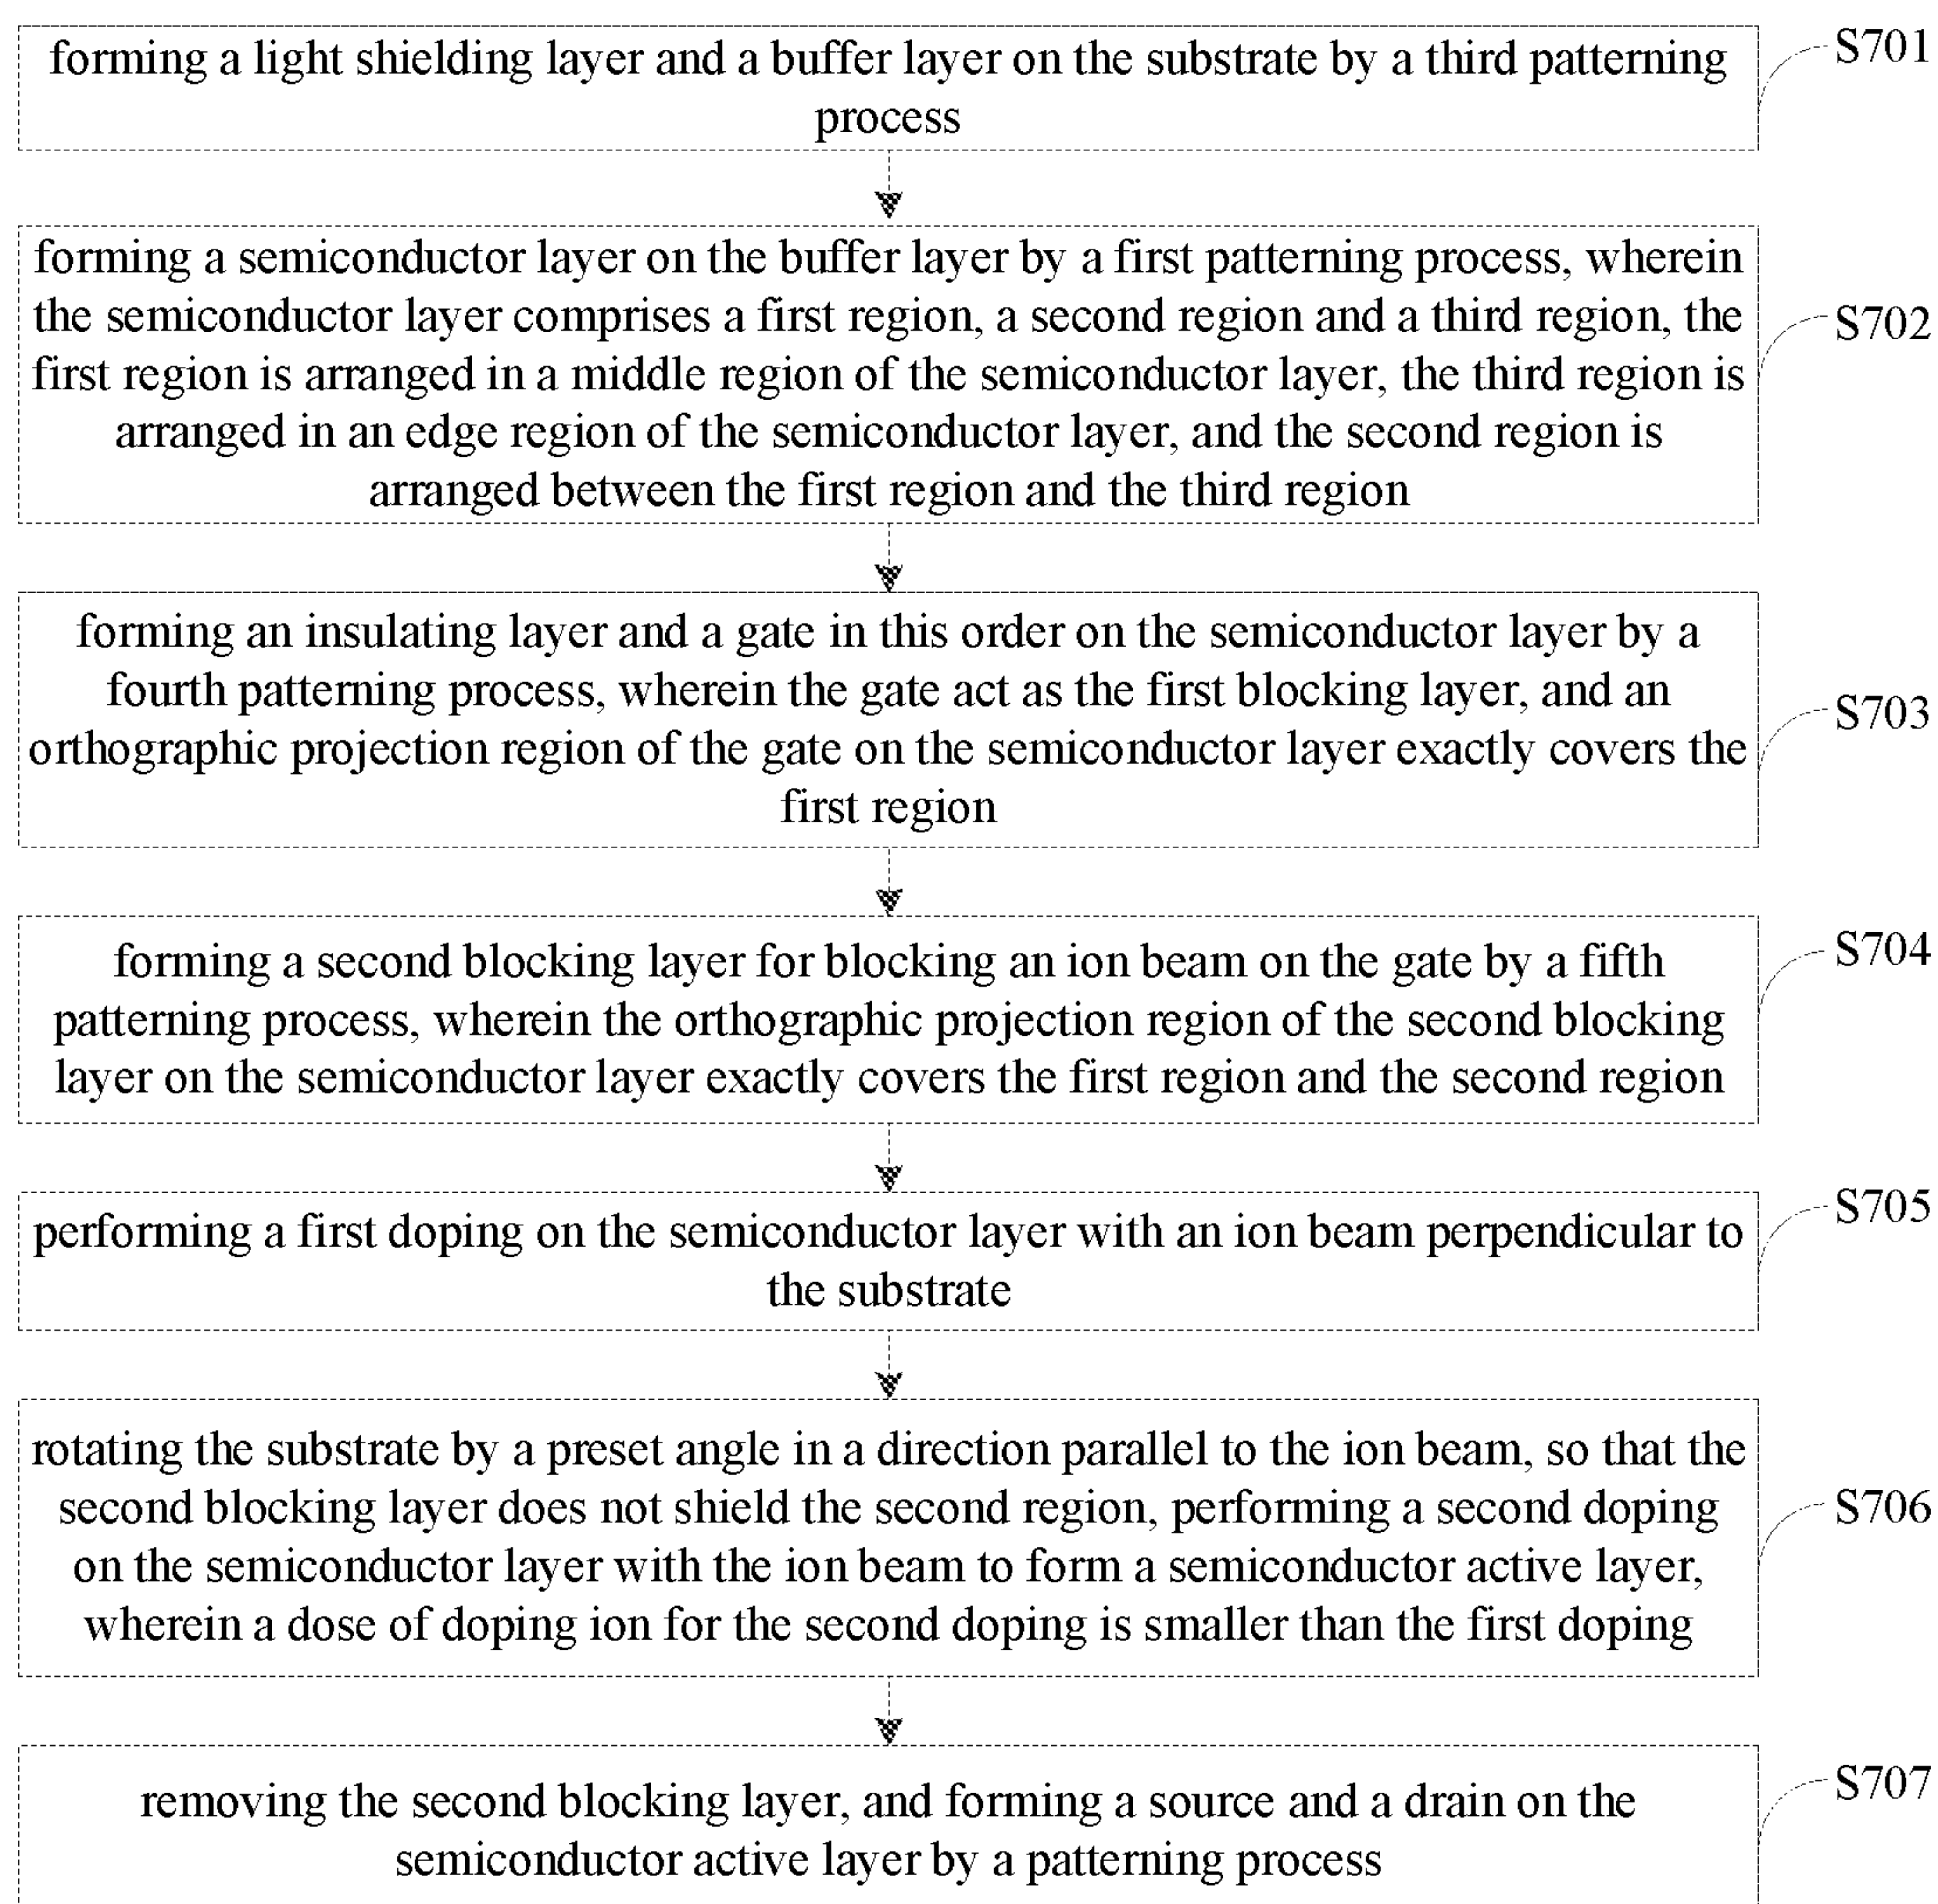 forming a light shielding layer and a buffer layer on the substrate by a third patterning
process
S701
forming a semiconductor layer on the buffer layer by a first patterning process, wherein
the semiconductor layer comprises a first region, a second region and a third region, the
first region is arranged in a middle region of the semiconductor layer, the third region is
arranged in an edge region of the semiconductor layer, and the second region is
arranged between the first region and the third region
S702
forming an insulating layer and a gate in this order on the semiconductor layer by a
fourth patterning process, wherein the gate act as the first blocking layer, and an
orthographic projection region of the gate on the semiconductor layer exactly covers the
first region
S703
forming a second blocking layer for blocking an ion beam on the gate by a fifth
patterning process, wherein the orthographic projection region of the second blocking
layer on the semiconductor layer exactly covers the first region and the second region
S704
performing a first doping on the semiconductor layer with an ion beam perpendicular to
the substrate
S705
rotating the substrate by a preset angle in a direction parallel to the ion beam, so that the
second blocking layer does not shield the second region, performing a second doping
on the semiconductor layer with the ion beam to form a semiconductor active layer,
wherein a dose of doping ion for the second doping is smaller than the first doping
S706
removing the second blocking layer, and forming a source and a drain on the
semiconductor active layer by a patterning process
S707